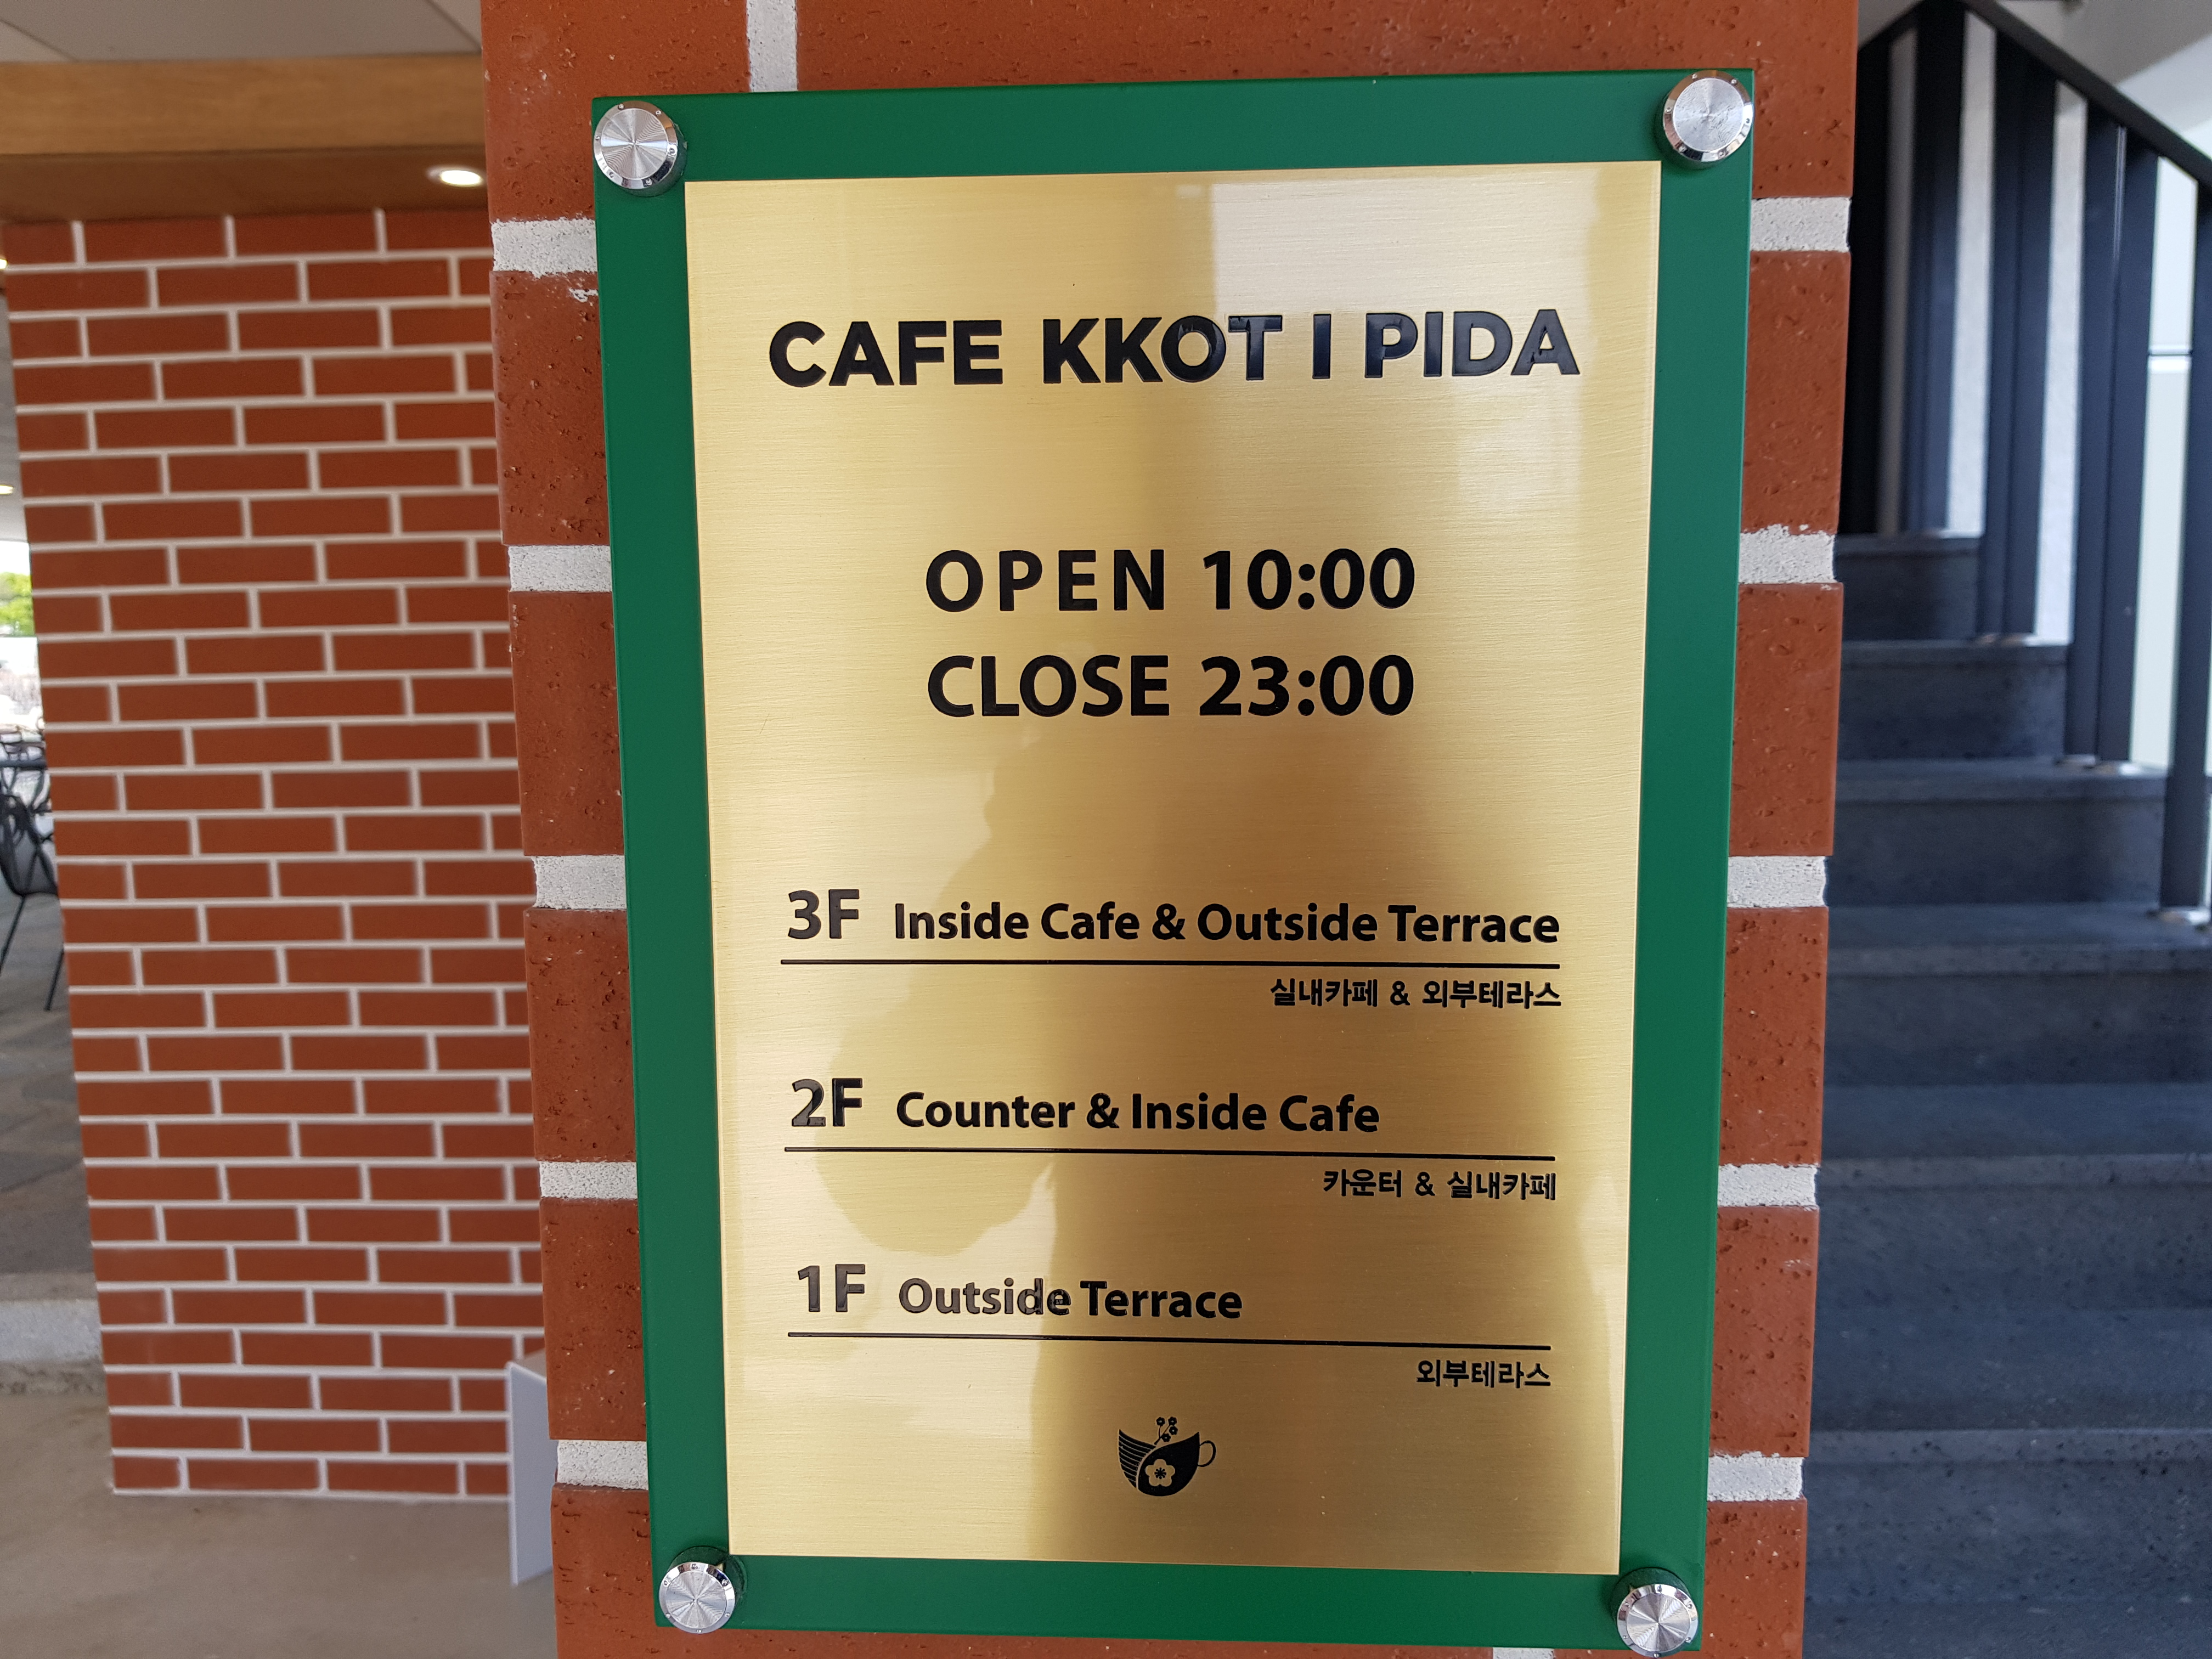 CAFE KKOT I PIDA
OPEN 10:00
CLOSE 23:00
3F Inside Cafe & Outside Terrace
실내카페 & 외부테라스
2F Counter & Inside Cafe
카운터 & 실내카페
1F Outside Terrace
외부테라스